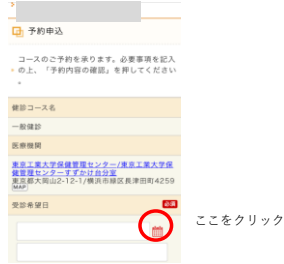 予約申込
コースのご予約を承ります。必要事項を記入
の上、「予約内容の確認」を押してください
。
健診コース名
一般健診
医療機関
東京工業大学保健管理センター/東京工業大学保
健管理センターすずかけ台分室
東京都大岡山2-12-1/横浜市緑区長津田町4259
MAP
受診希望日 必須
ここをクリック